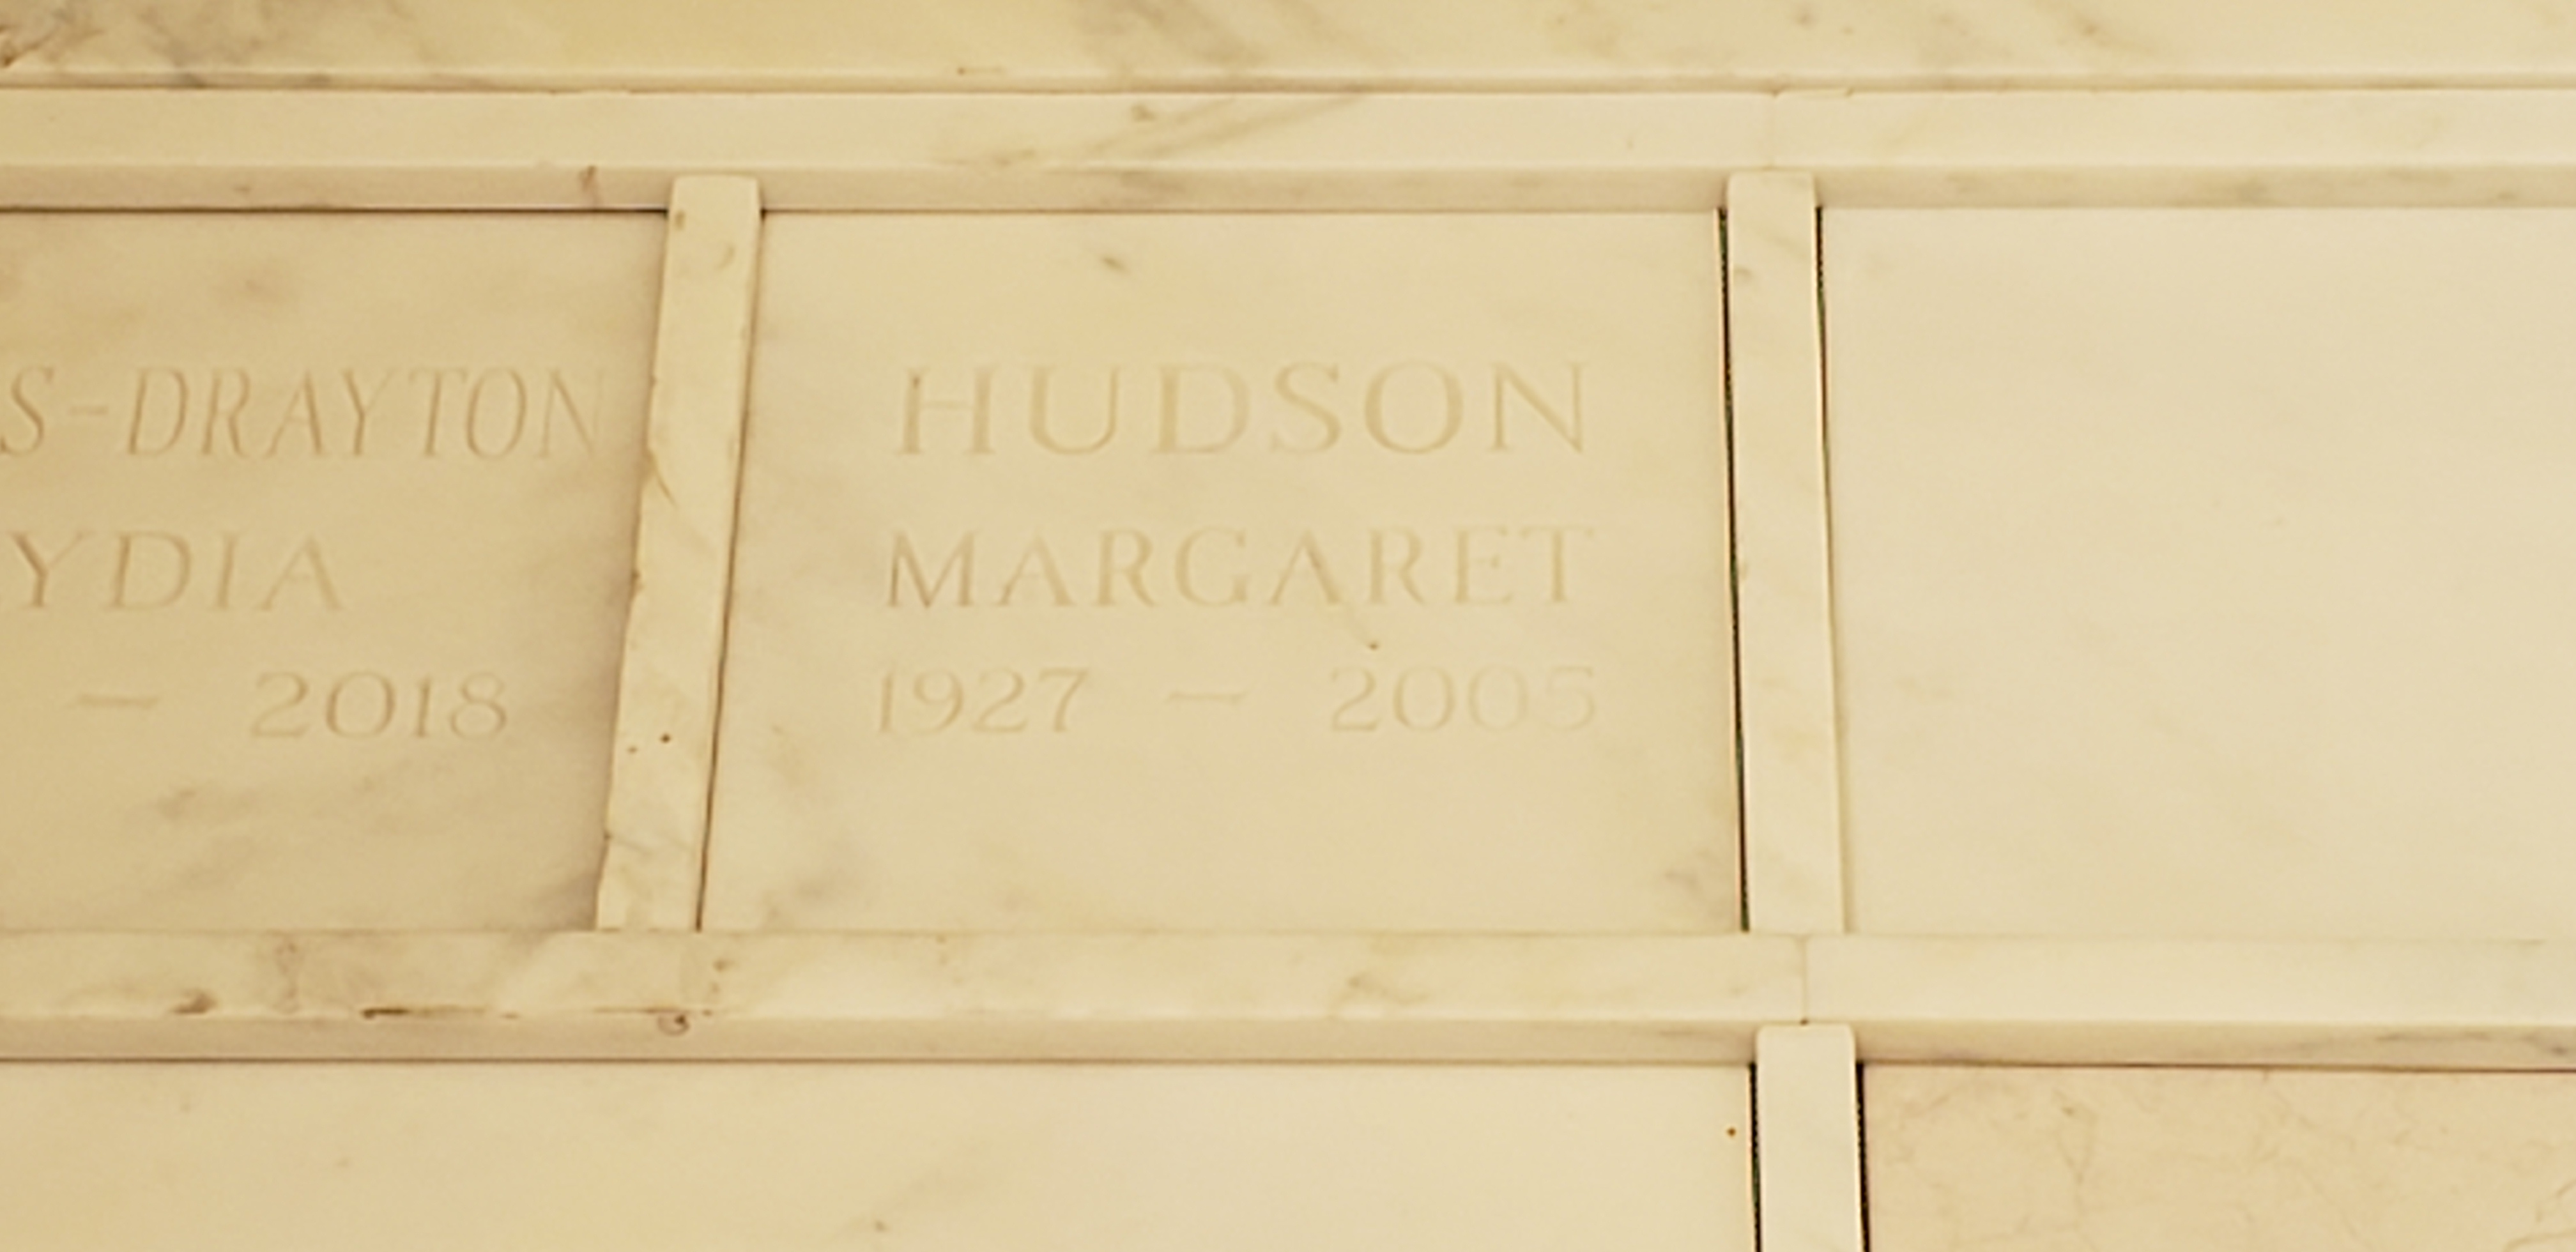 S-DRAYTON
YDIA
– 2018
HUDSON
MARGARET
1927 – 2005